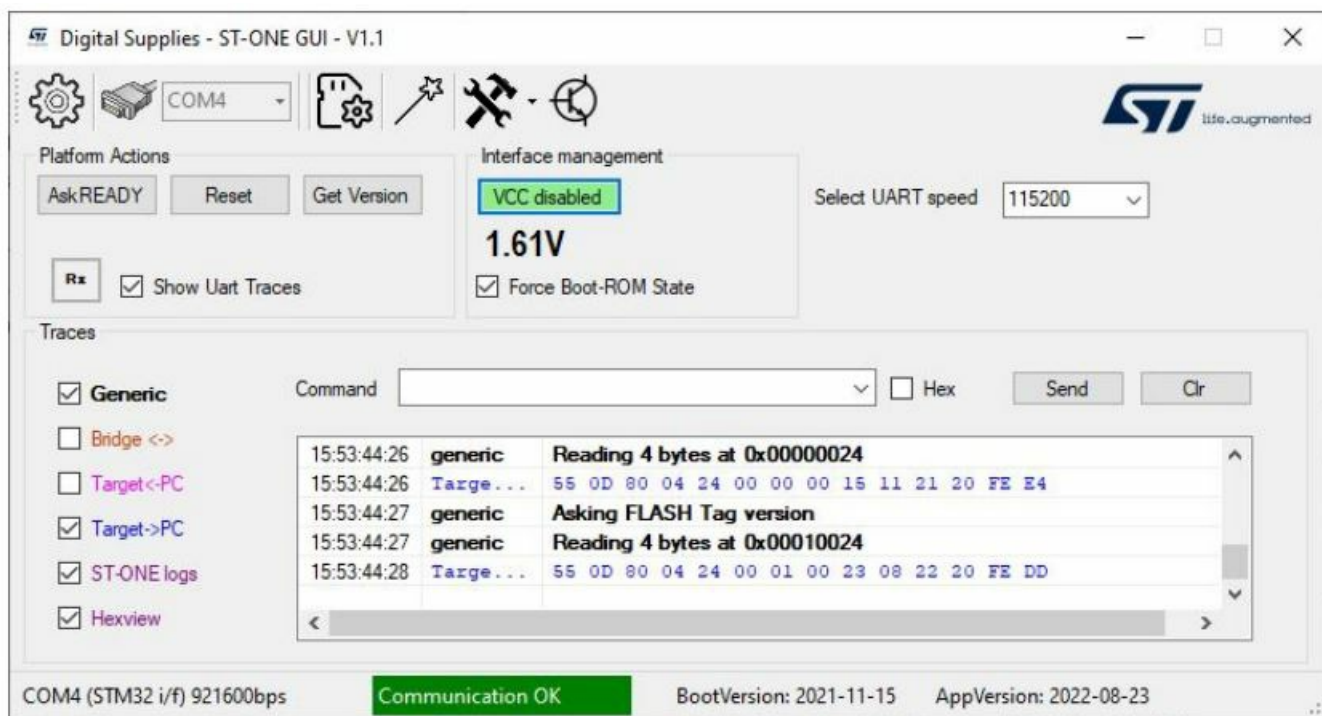 Digital Supplies - ST-ONE GUI - V1.1
COM4
ST life.augmented
Platform Actions
Interface management
AskREADY Reset Get Version
VCC disabled
Select UART speed 115200
1.61V
Rx Show Uart Traces
Force Boot-ROM State
Traces
Generic
Command Hex Send Clr
Bridge <->
Target<-PC
Target->PC
ST-ONE logs
Hexview
15:53:44:26 generic Reading 4 bytes at 0x00000024
15:53:44:26 Targe... 55 0D 80 04 24 00 00 00 15 11 21 20 FE E4
15:53:44:27 generic Asking FLASH Tag version
15:53:44:27 generic Reading 4 bytes at 0x00010024
15:53:44:28 Targe... 55 0D 80 04 24 00 01 00 23 08 22 20 FE DD
COM4 (STM32 i/f) 921600bps Communication OK BootVersion: 2021-11-15 AppVersion: 2022-08-23